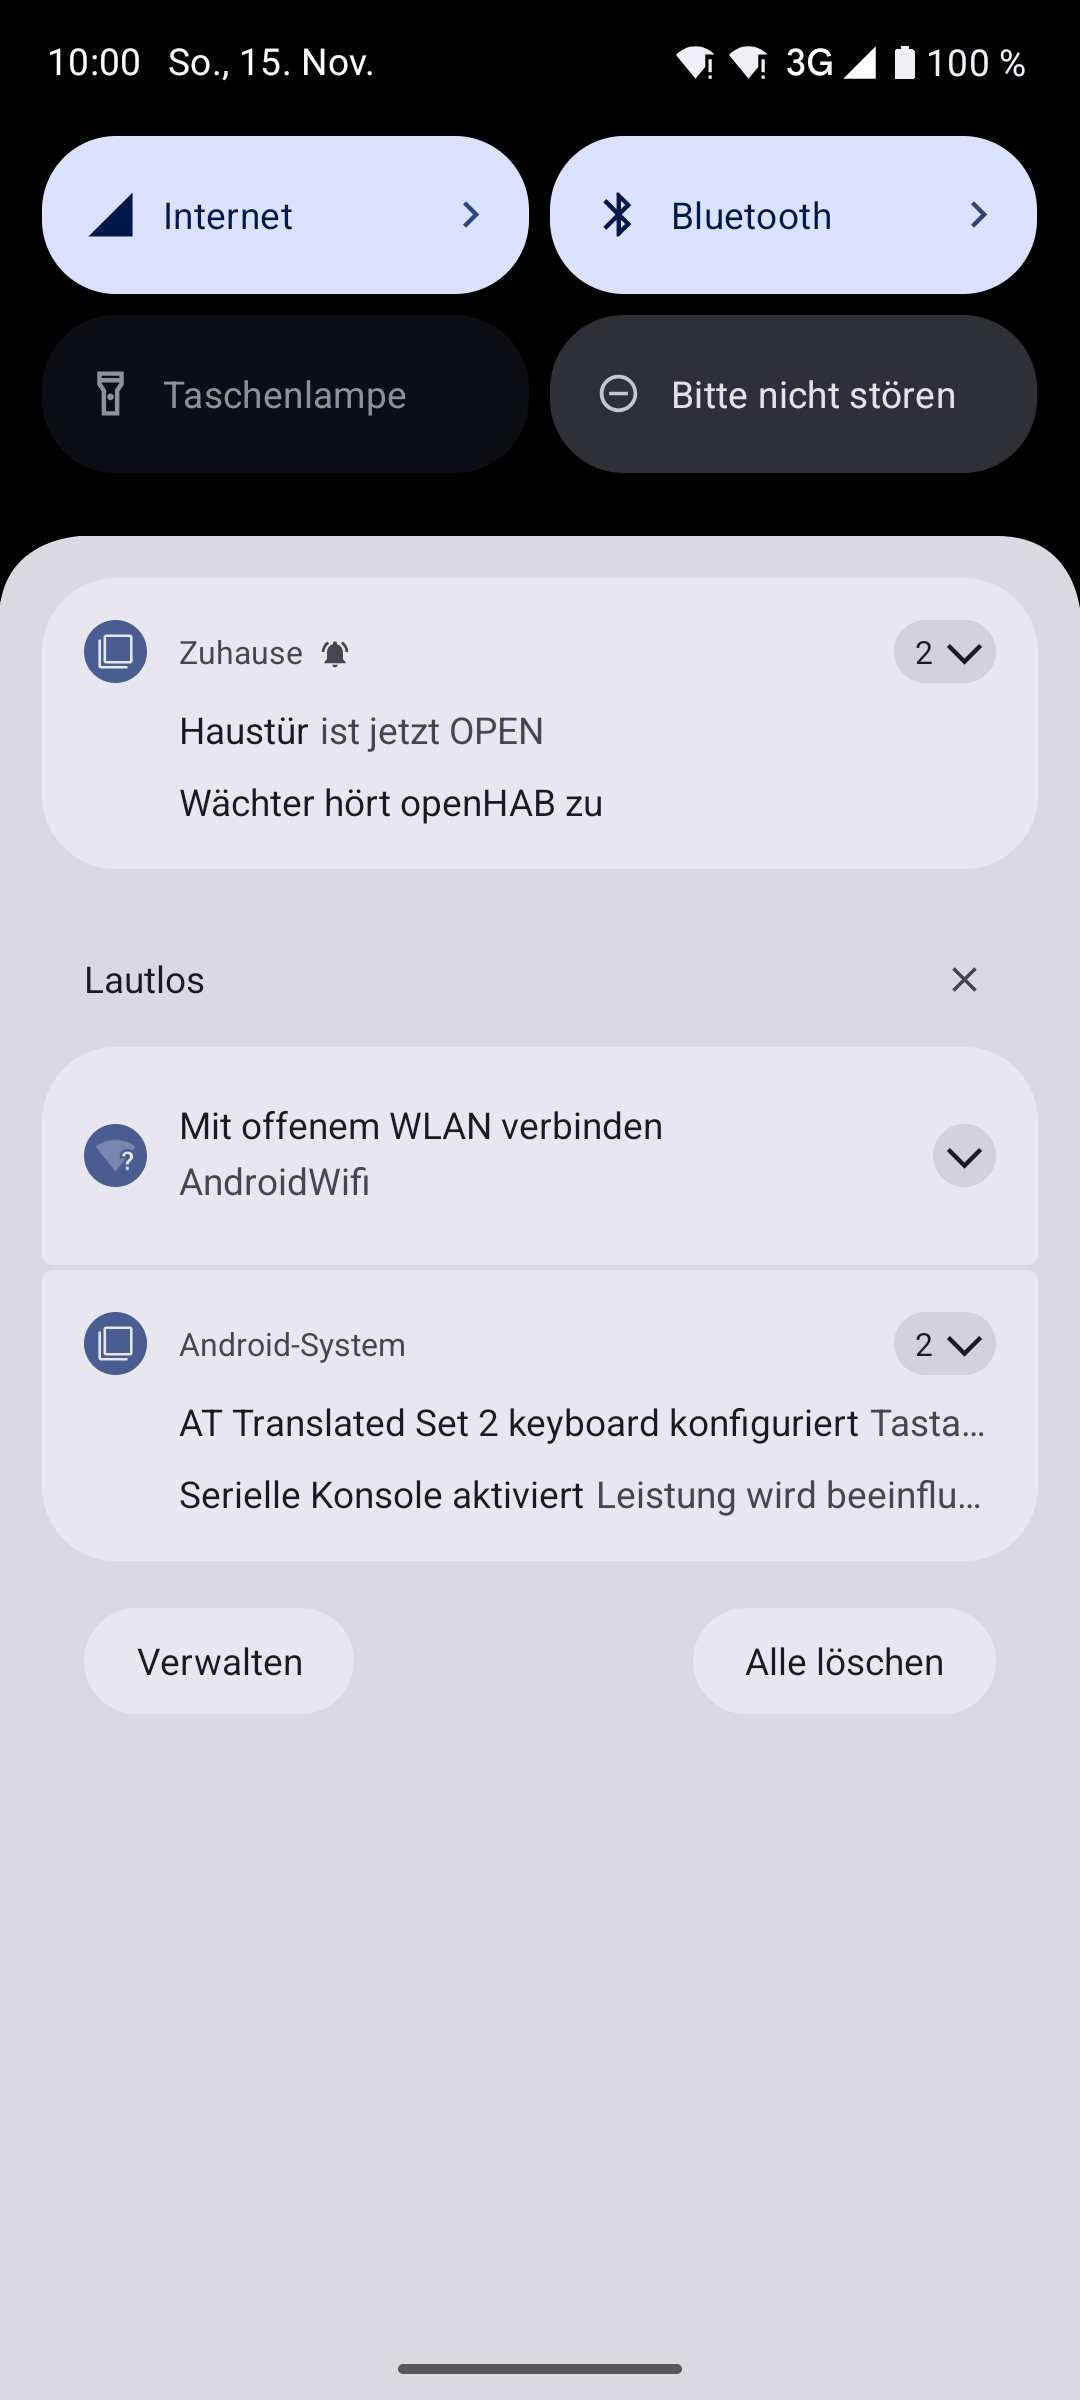 10:00 So., 15. Nov. 3G 100 %
Internet
Bluetooth
Taschenlampe
Bitte nicht stören
Zuhause 2
Haustür ist jetzt OPEN
Wächter hört openHAB zu
Lautlos
Mit offenem WLAN verbinden
AndroidWifi
Android-System 2
AT Translated Set 2 keyboard konfiguriert Tasta…
Serielle Konsole aktiviert Leistung wird beeinflu…
Verwalten
Alle löschen